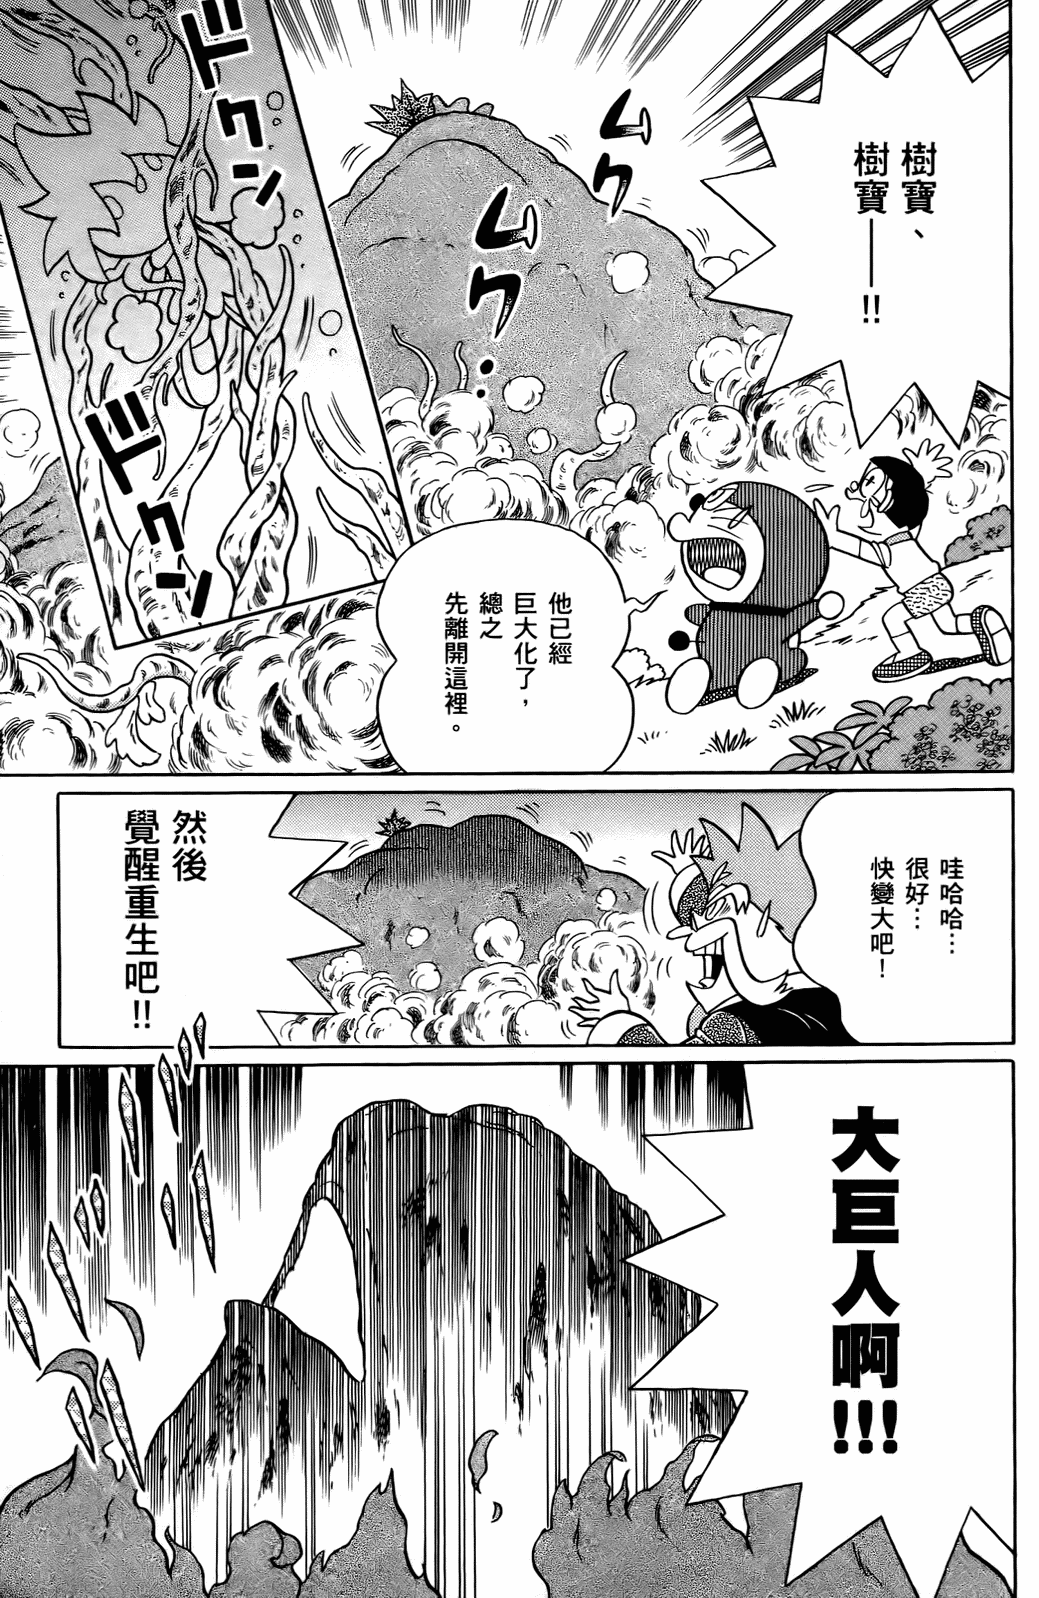 樹寶、
樹寶——!!
ムク
ムク
ドクン
ドクン
他已經
巨大化了，
總之
先離開這裡。
哇哈哈…
很好…
快變大吧！
然後
覺醒重生吧!!
大巨人啊!!!